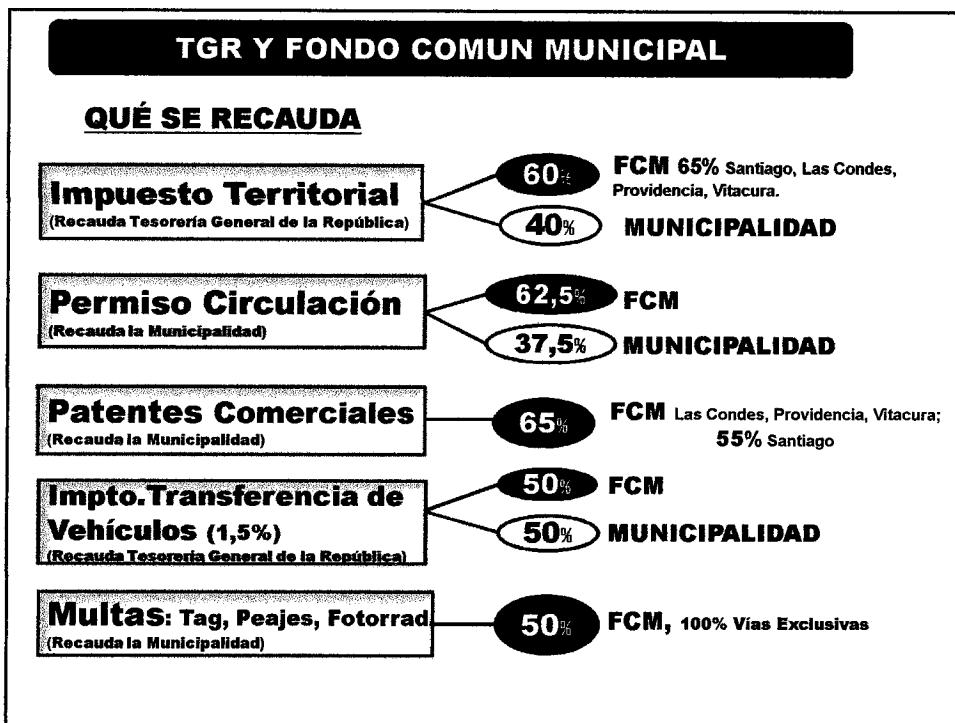 TGR Y FONDO COMUN MUNICIPAL
QUÉ SE RECAUDA
Impuesto Territorial
(Recauda Tesorería General de la República)
60%
FCM 65% Santiago, Las Condes,
Providencia, Vitacura.
40%
MUNICIPALIDAD
Permiso Circulación
(Recauda la Municipalidad)
62,5%
FCM
37,5%
MUNICIPALIDAD
Patentes Comerciales
(Recauda la Municipalidad)
65%
FCM Las Condes, Providencia, Vitacura;
55% Santiago
Impto.Transferencia de
Vehículos (1,5%)
(Recauda Tesorería General de la República)
50%
FCM
50%
MUNICIPALIDAD
Multas: Tag, Peajes, Fotorrad
(Recauda la Municipalidad)
50%
FCM, 100% Vías Exclusivas